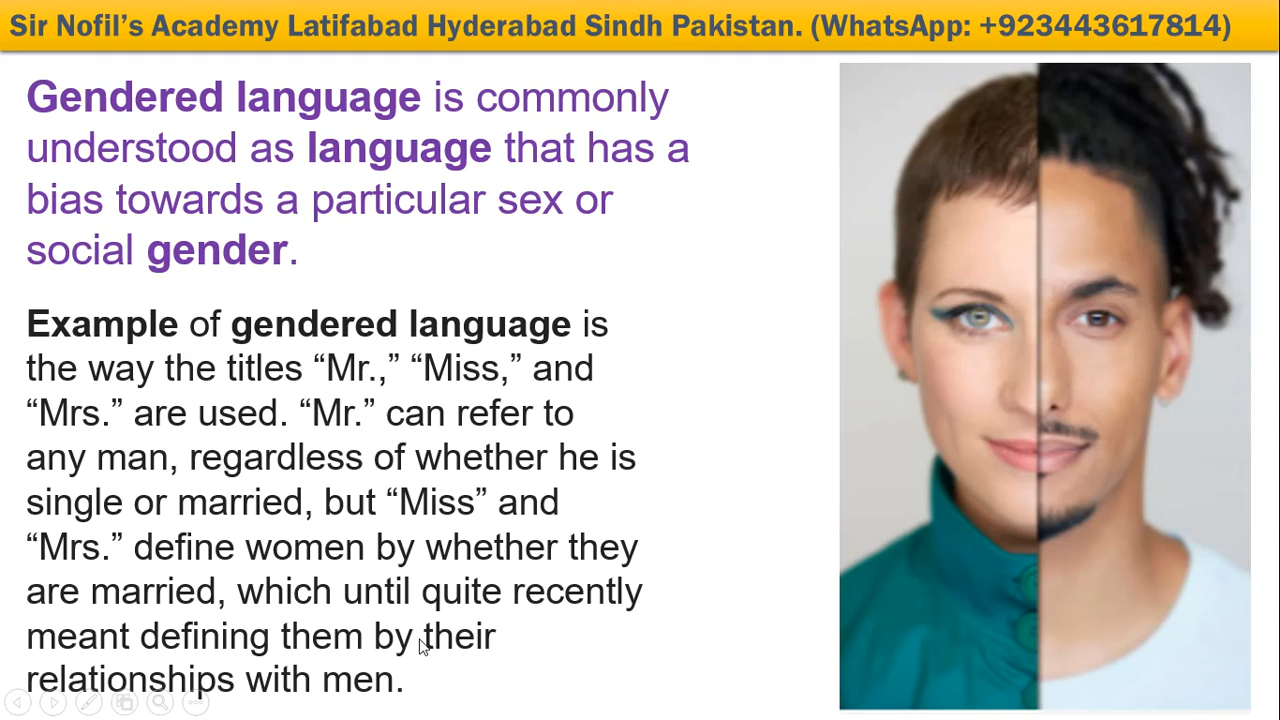 Sir Nofil’s Academy Latifabad Hyderabad Sindh Pakistan. (WhatsApp: +923443617814)
Gendered language is commonly
understood as language that has a
bias towards a particular sex or
social gender.
Example of gendered language is
the way the titles “Mr.,” “Miss,” and
“Mrs.” are used. “Mr.” can refer to
any man, regardless of whether he is
single or married, but “Miss” and
“Mrs.” define women by whether they
are married, which until quite recently
meant defining them by their
relationships with men.